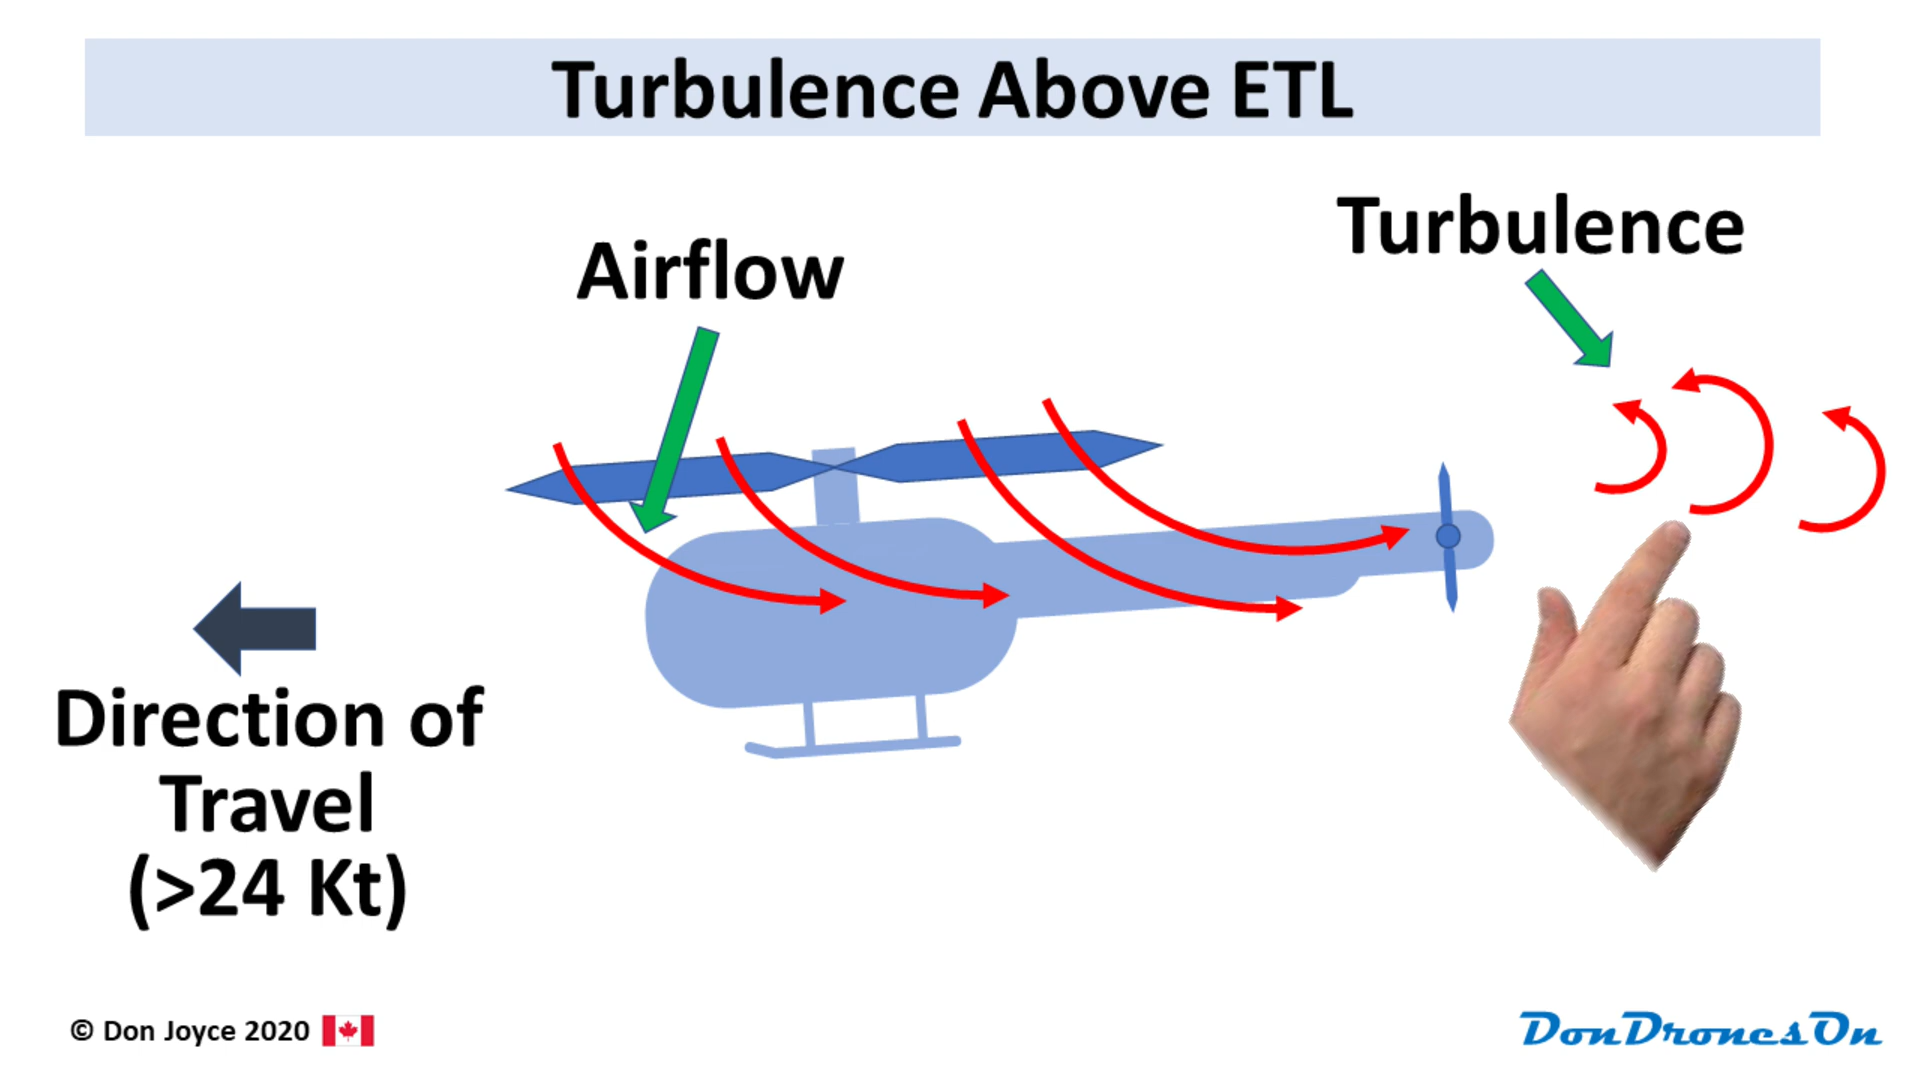 Turbulence Above ETL
Turbulence
Airflow
Direction of
Travel
(>24 Kt)
© Don Joyce 2020
DonDronesOn